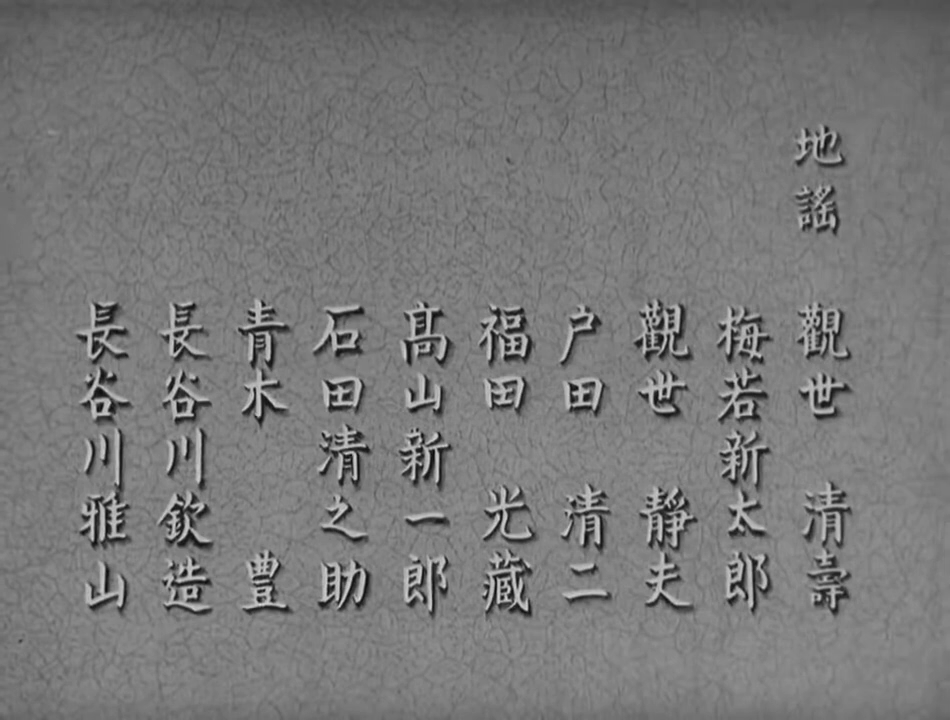 地謠
觀世清壽
梅若新太郎
觀世靜夫
戸田清二
福田光藏
髙山新一郎
石田清之助
青木豊
長谷川欽造
長谷川雅山